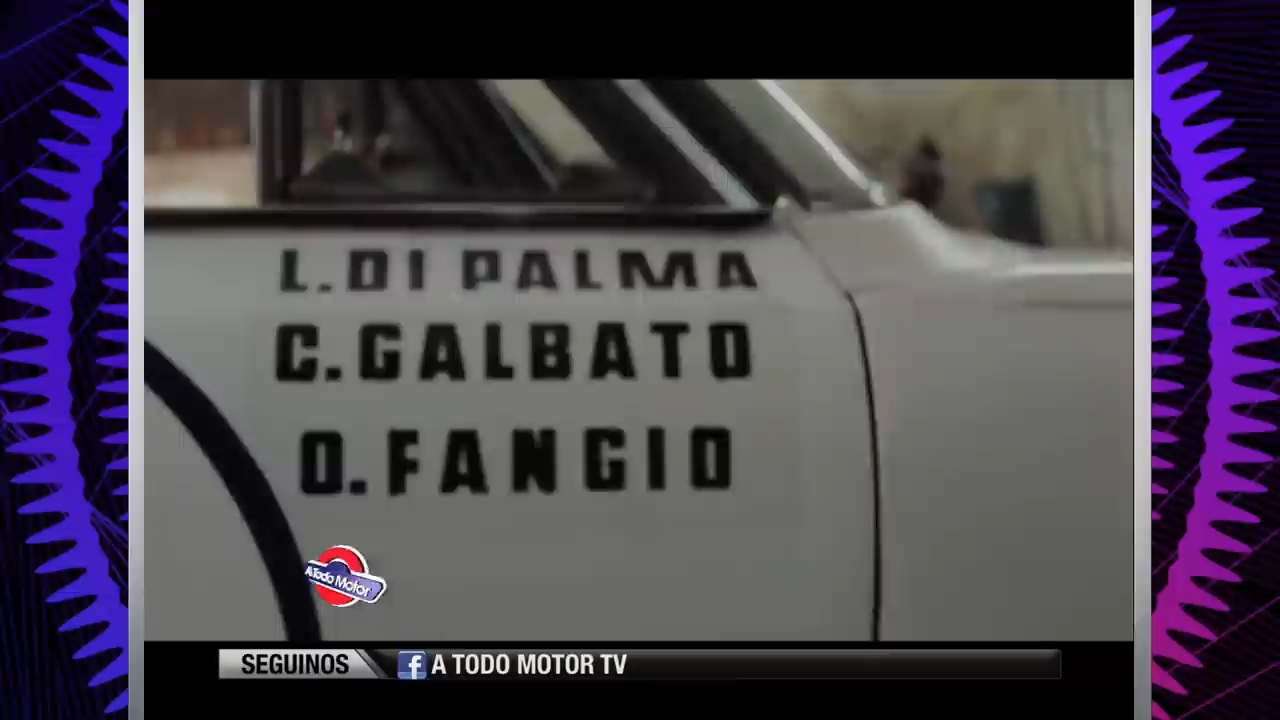 L. DI PALMA
C. GALBATO
O. FANGIO
A Todo Motor
SEGUINOS
A TODO MOTOR TV